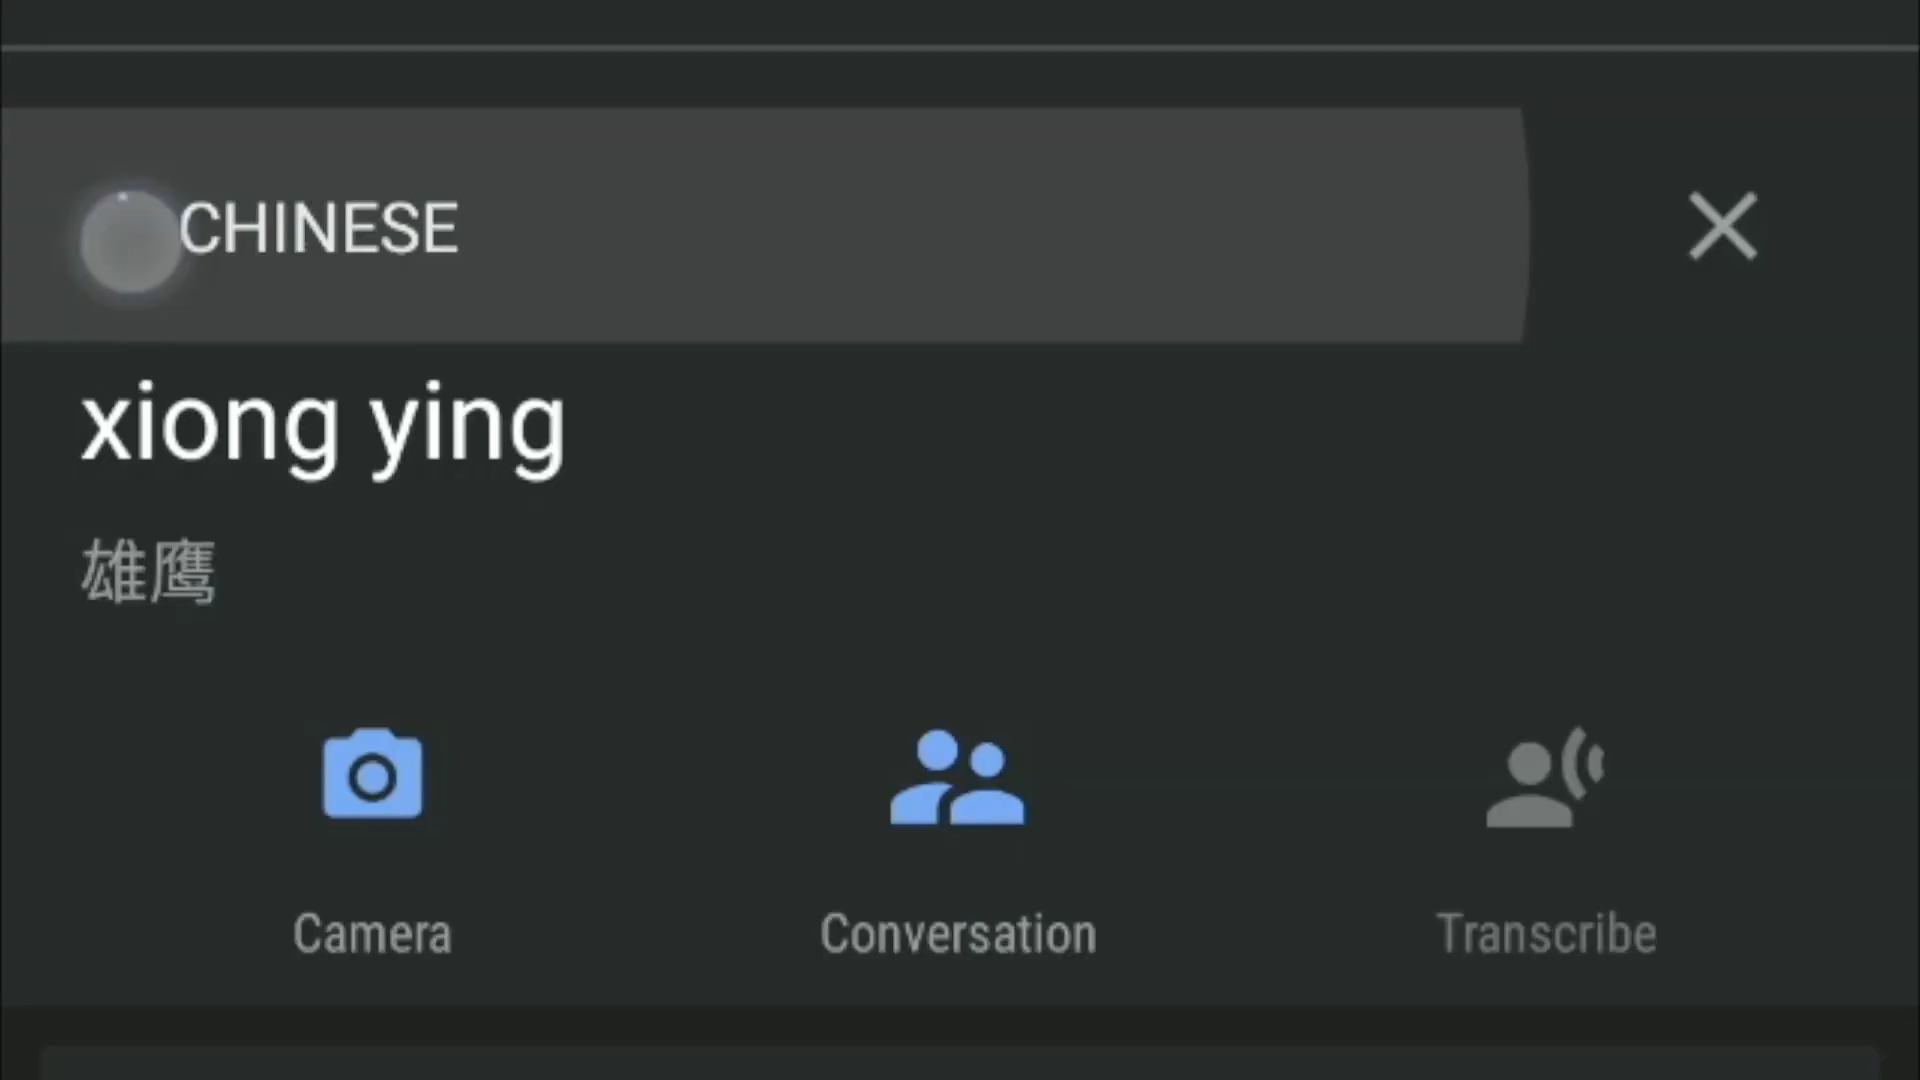 CHINESE
xiong ying
雄鹰
Camera
Conversation
Transcribe